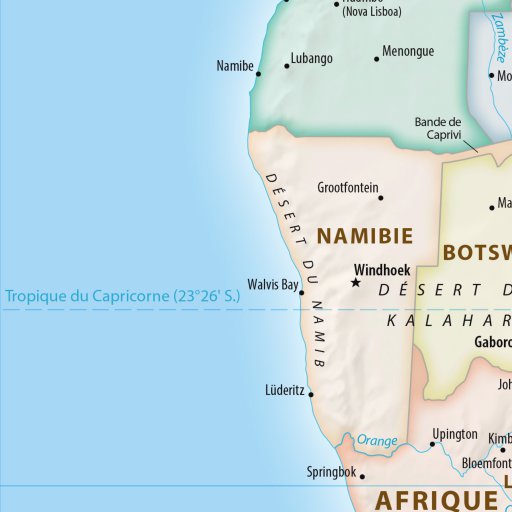 (Nova Lisboa)
Zambèze
Menongue
Lubango
Namibe
Mo
Bande de
Caprivi
DÉSERT DU NAMIB
Grootfontein
Ma
NAMIBIE
BOTSW
Windhoek
Walvis Bay
DÉSERT D
Tropique du Capricorne (23°26' S.)
KALAHAR
Gaboro
Joh
Lüderitz
Orange
Upington
Kimb
Bloemfont
Springbok
L
AFRIQUE